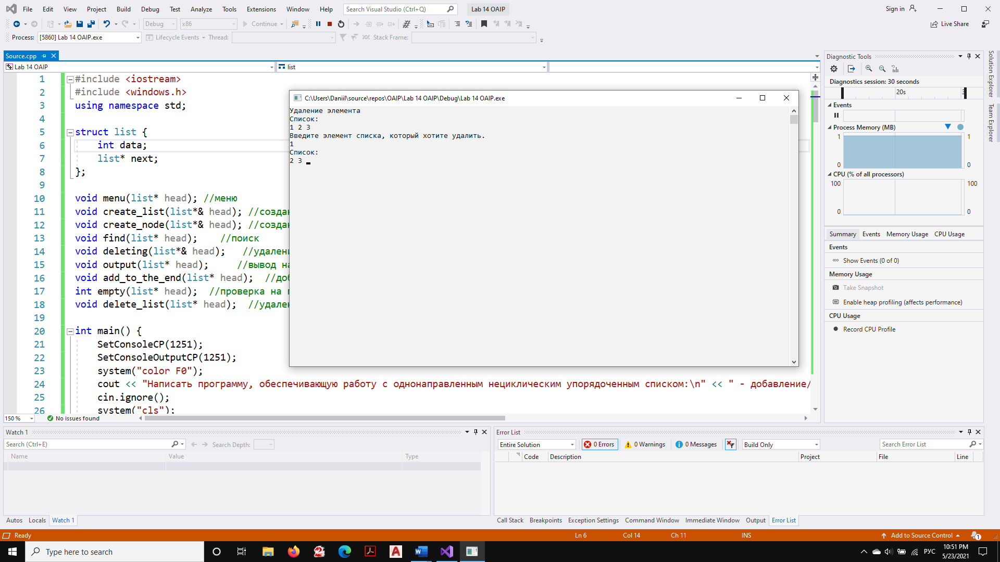 File Edit View Project Build Debug Test Analyze Tools Extensions Window Help Search Visual Studio (Ctrl+Q) Lab 14 OAIP Sign in
Debug x86 Continue Live Share
Process: [5860] Lab 14 OAIP.exe Lifecycle Events Thread: Stack Frame:
Source.cpp
Lab 14 OAIP list
1 #include <iostream>
2 #include <windows.h>
3 using namespace std;
4
5 struct list {
6 int data;
7 list* next;
8 };
9
10 void menu(list* head); //меню
11 void create_list(list*& head); //создан
12 void create_node(list*& head); //создан
13 void find(list* head); //поиск
14 void deleting(list*& head); //удалени
15 void output(list* head); //вывод на
16 void add_to_the_end(list* head); //доб
17 int empty(list* head); //проверка на п
18 void delete_list(list* head); //удален
19
20 int main() {
21 SetConsoleCP(1251);
22 SetConsoleOutputCP(1251);
23 system("color F0");
24 cout << "Написать программу, обеспечивающую работу с однонаправленным нециклическим упорядоченным списком:\n" << " - добавление/
25 cin.ignore();
26 system("cls");
150 % No issues found
C:\Users\Daniil\source\repos\OAIP\Lab 14 OAIP\Debug\Lab 14 OAIP.exe
Удаление элемента
Список:
1 2 3
Введите элемент списка, который хотите удалить.
1
Список:
2 3
Diagnostic Tools
Diagnostics session: 30 seconds
20s
Events
Process Memory (MB)
1 1
0 0
CPU (% of all processors)
100 100
0 0
Summary Events Memory Usage CPU Usage
Events
Show Events (0 of 0)
Memory Usage
Take Snapshot
Enable heap profiling (affects performance)
CPU Usage
Record CPU Profile
Solution Explorer
Team Explorer
Watch 1
Search (Ctrl+E) Search Depth:
Name Value Type
Autos Locals Watch 1
Error List
Entire Solution 0 Errors 0 Warnings 0 Messages Build Only Search Error List
Code Description Project File Line
Call Stack Breakpoints Exception Settings Command Window Immediate Window Output Error List
Ready Ln 6 Col 14 Ch 11 INS Add to Source Control 1
Type here to search РУС 10:51 PM
5/23/2021